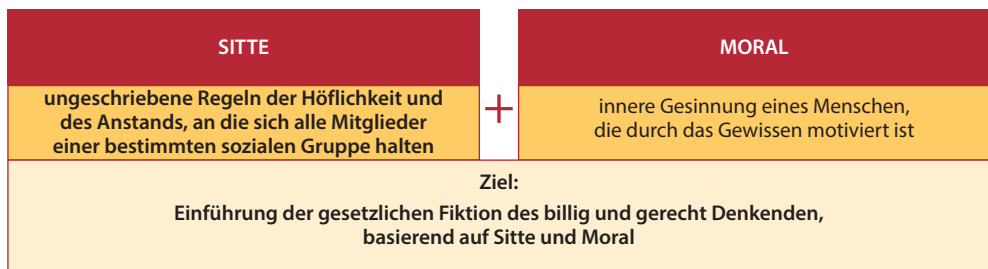 SITTE
ungeschriebene Regeln der Höflichkeit und
des Anstands, an die sich alle Mitglieder
einer bestimmten sozialen Gruppe halten
+
MORAL
innere Gesinnung eines Menschen,
die durch das Gewissen motiviert ist
Ziel:
Einführung der gesetzlichen Fiktion des billig und gerecht Denkenden,
basierend auf Sitte und Moral